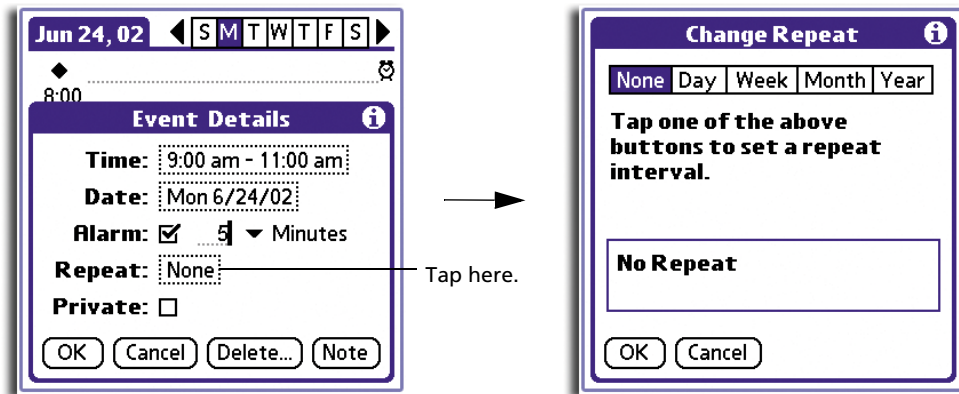 Jun 24, 02 S M T W T F S
8:00
Event Details
Time: 9:00 am - 11:00 am
Date: Mon 6/24/02
Alarm: 5 Minutes
Repeat: None
Private:
OK Cancel Delete... Note
Tap here.
Change Repeat
None Day Week Month Year
Tap one of the above
buttons to set a repeat
interval.
No Repeat
OK Cancel